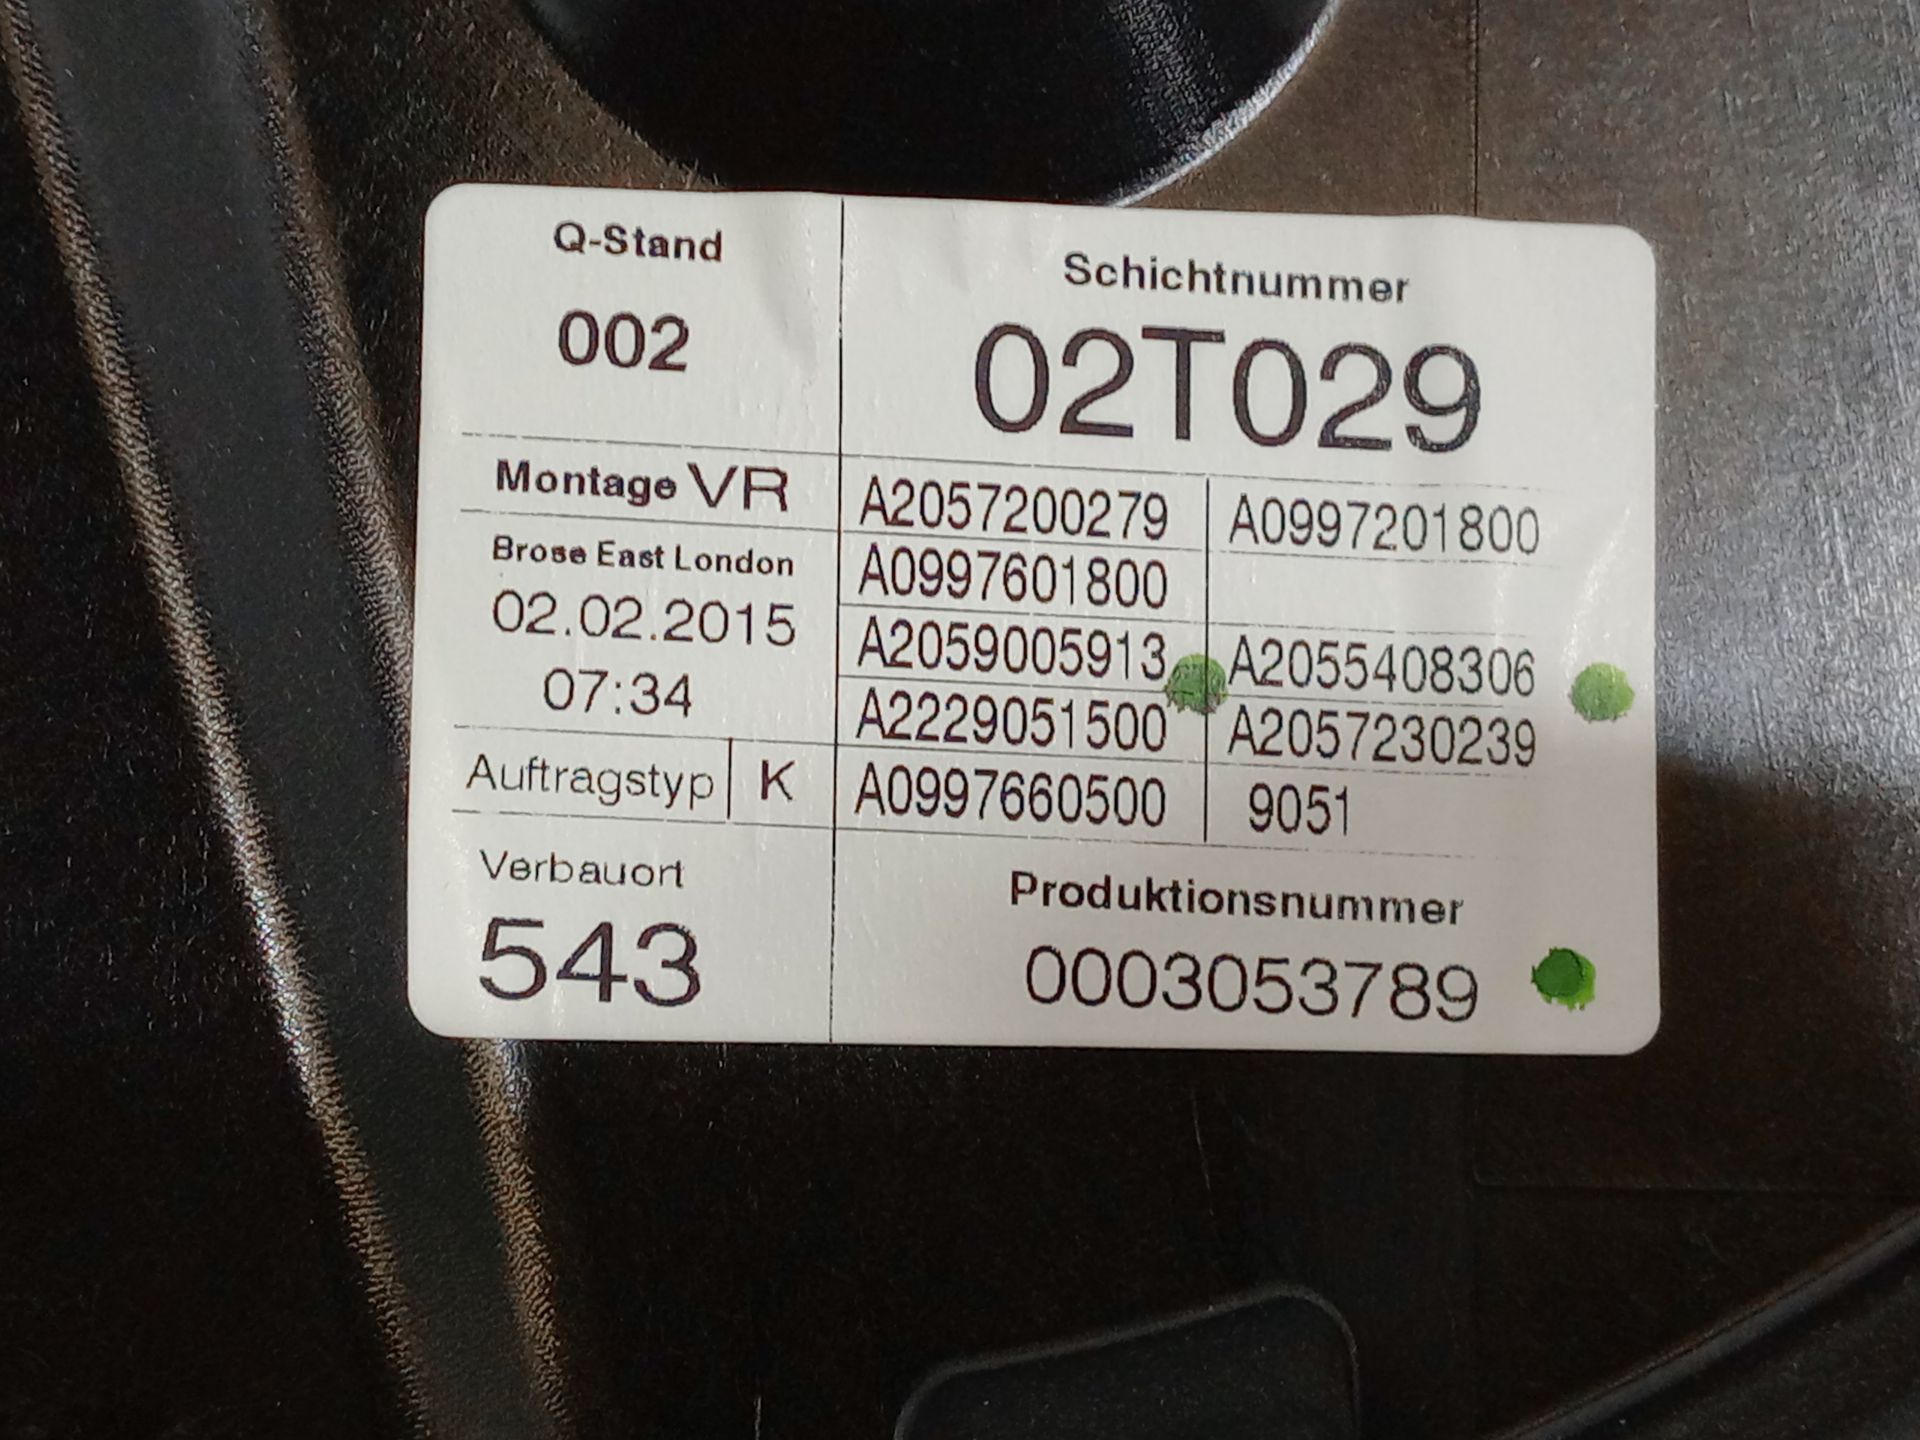 Q-Stand
002
Schichtnummer
02T029
Montage VR
Brose East London
02.02.2015
07:34
Auftragstyp K
Verbauort
543
A2057200279 A0997201800
A0997601800
A2059005913 A2055408306
A2229051500 A2057230239
A0997660500 9051
Produktionsnummer
0003053789